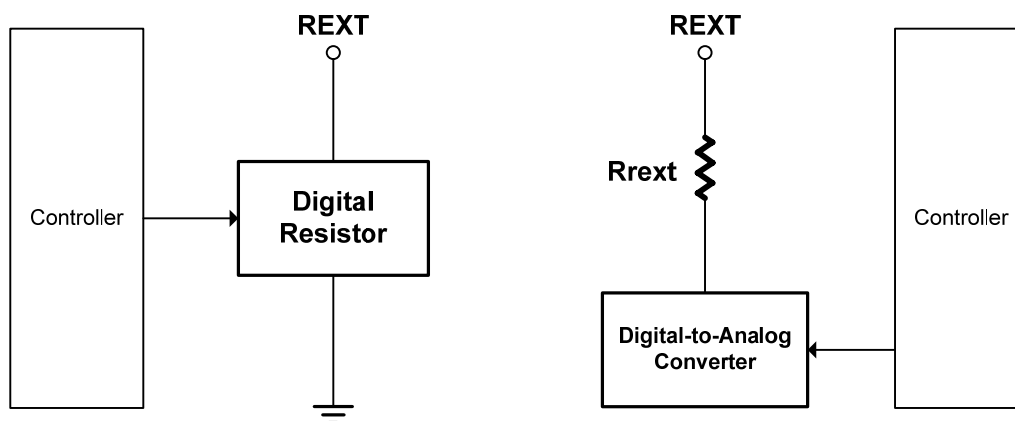 REXT
Controller
Digital
Resistor
REXT
Rrext
Digital-to-Analog
Converter
Controller